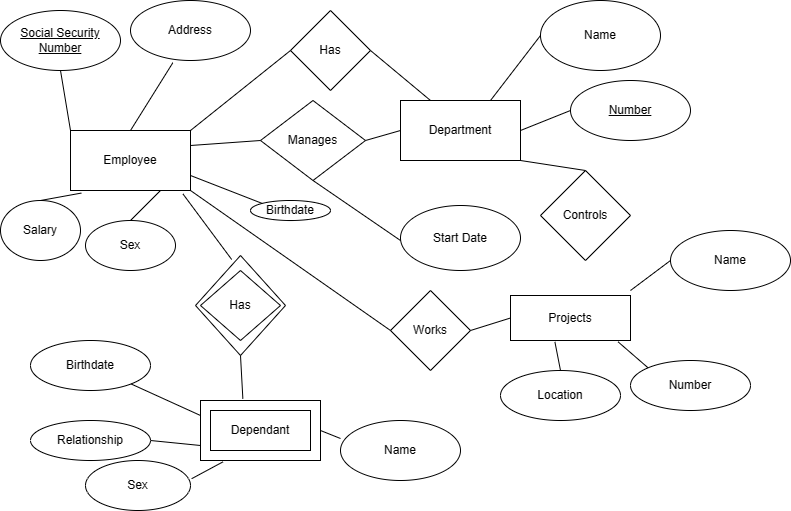 Social Security
Number
Address
Has
Name
Number
Department
Manages
Employee
Birthdate
Controls
Salary
Sex
Start Date
Name
Has
Works
Projects
Birthdate
Location
Number
Relationship
Dependant
Name
Sex